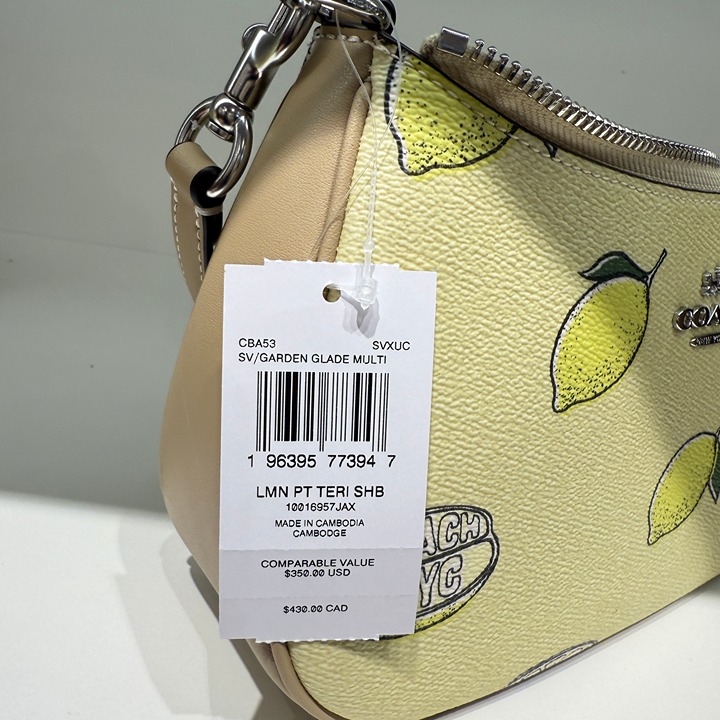 CBA53 SVXUC
SV/GARDEN GLADE MULTI
1 96395 77394 7
LMN PT TERI SHB
10016957JAX
MADE IN CAMBODIA
CAMBODGE
COMPARABLE VALUE
$350.00 USD
$430.00 CAD